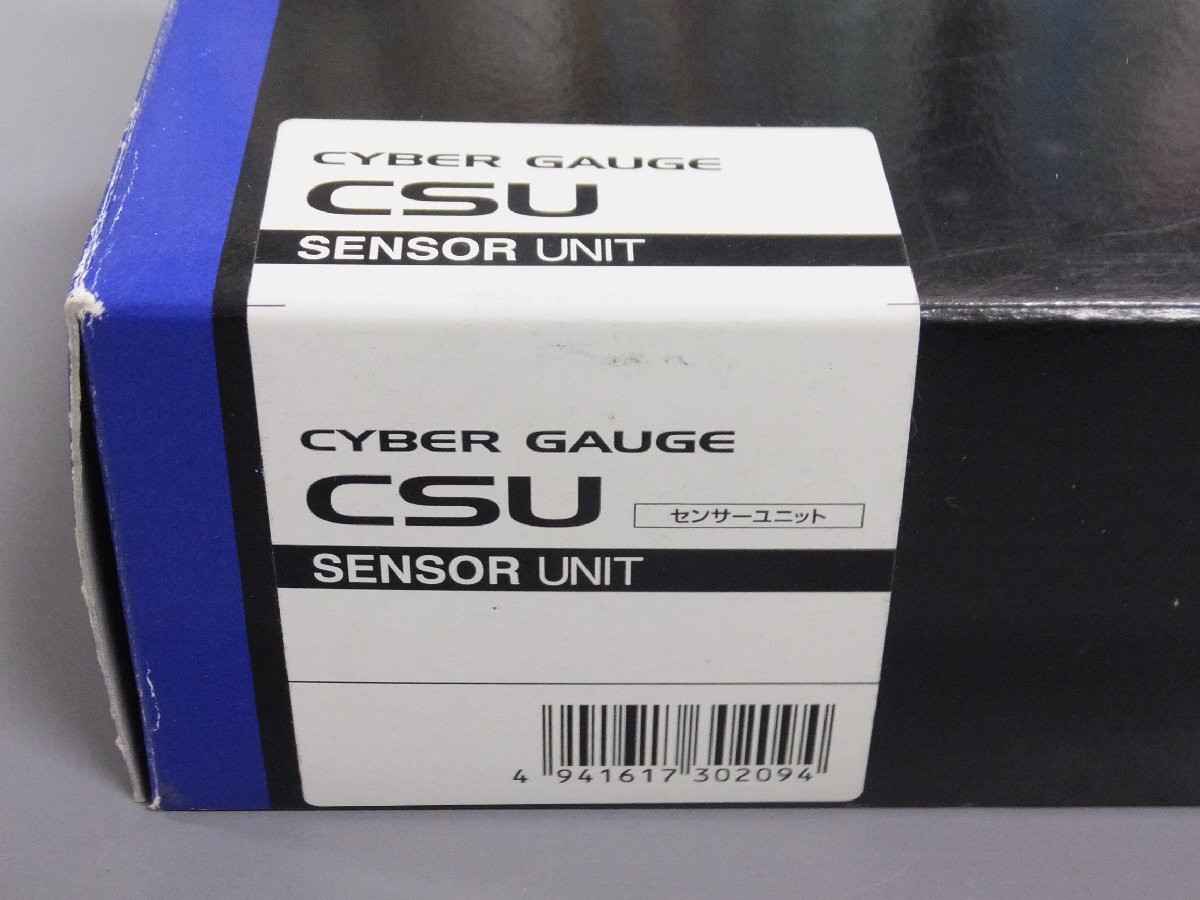 CYBER GAUGE
CSU
SENSOR UNIT
CYBER GAUGE
CSU
センサーユニット
SENSOR UNIT
4 941617 302094